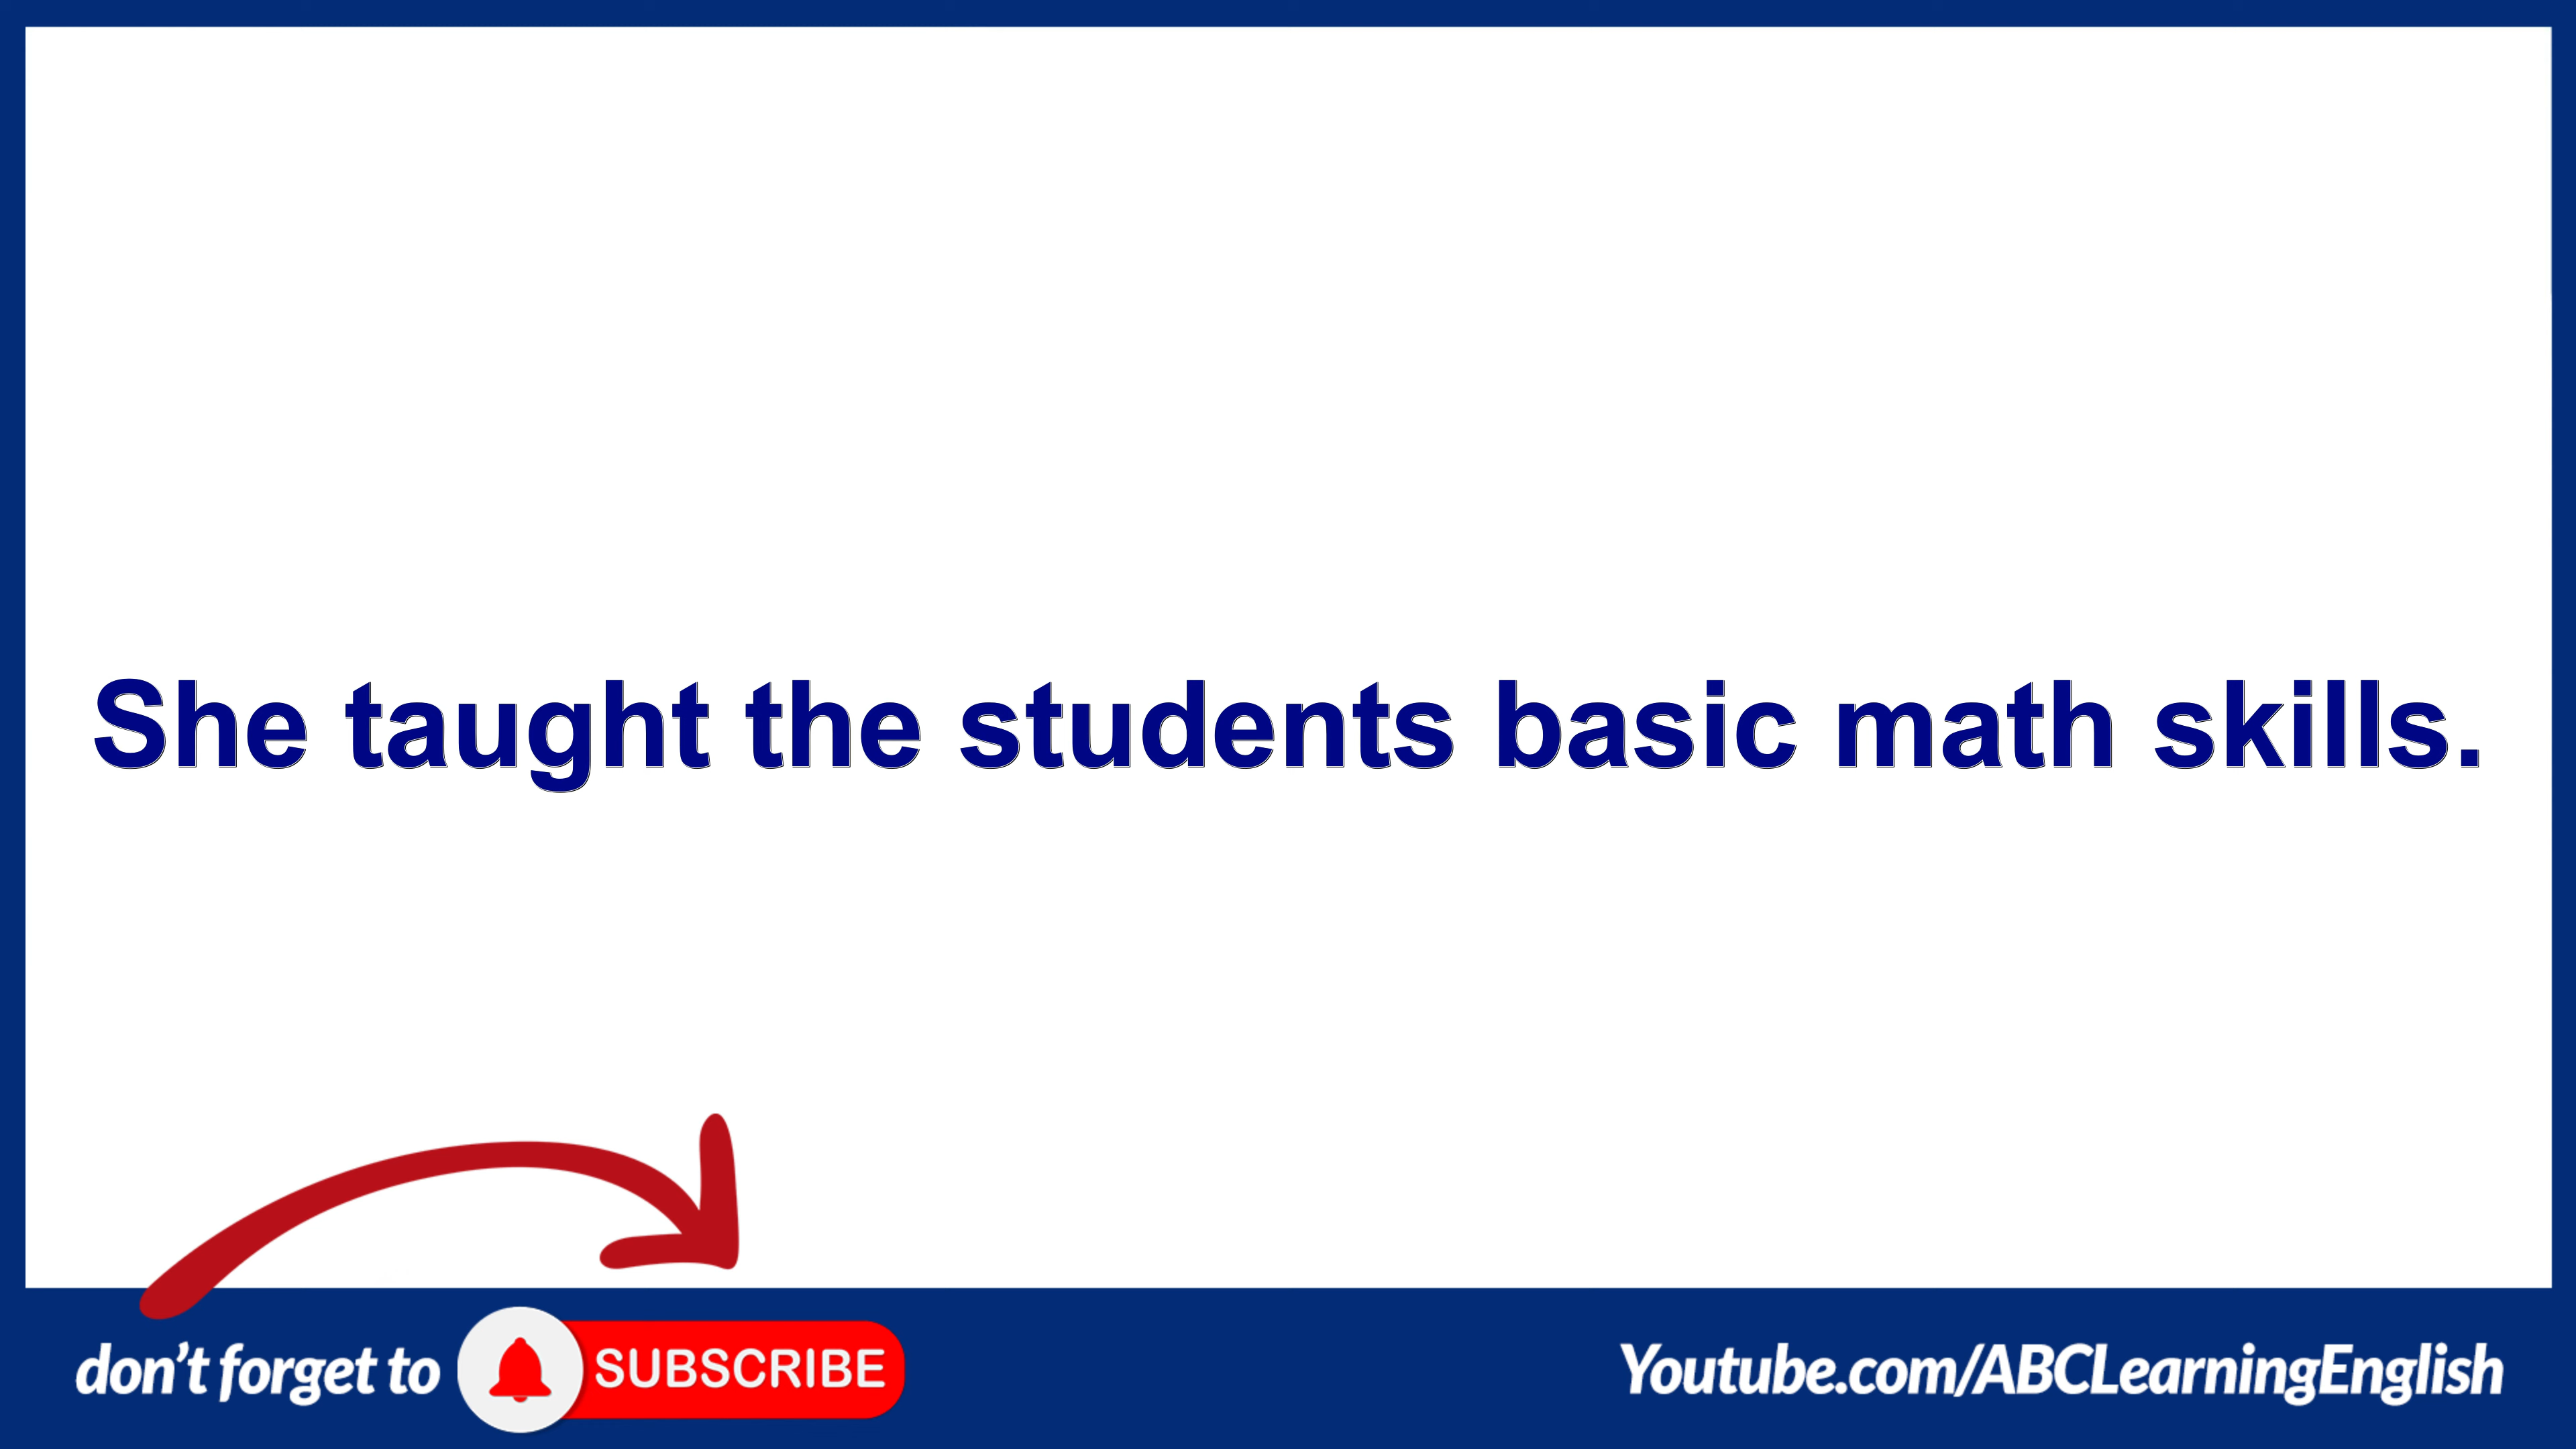 She taught the students basic math skills.
don't forget to SUBSCRIBE
Youtube.com/ABCLearningEnglish